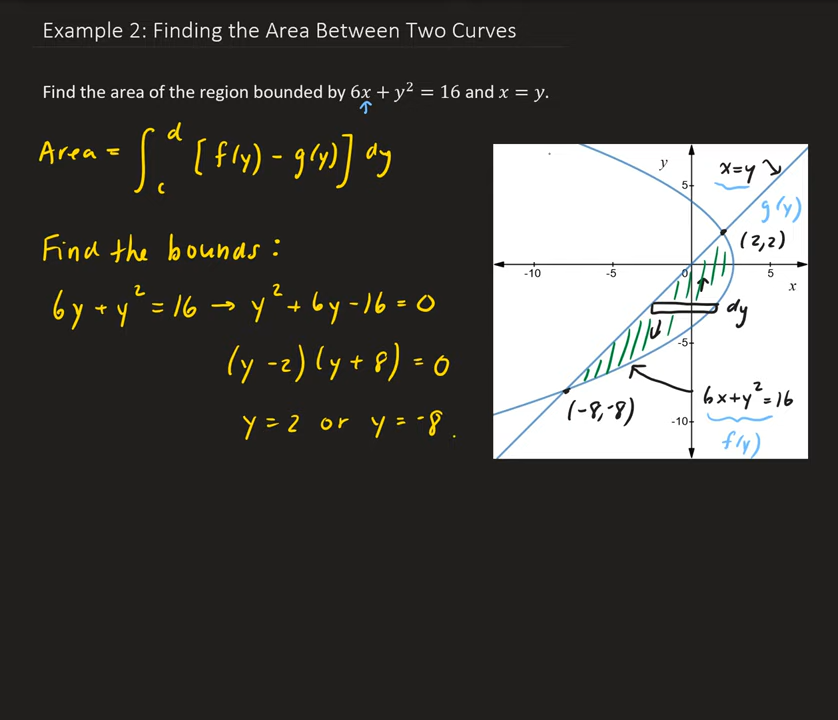 Example 2: Finding the Area Between Two Curves
Find the area of the region bounded by 6x + y² = 16 and x = y.
↑
Area = ∫_c^d [f(y) - g(y)] dy
Find the bounds:
6y + y² = 16 → y² + 6y - 16 = 0
(y - 2)(y + 8) = 0
y = 2 or y = -8.
y
x = y
g(y)
5
(2,2)
-10
-5
0
5
x
dy
-5
6x + y² = 16
(-8,-8)
-10
f(y)